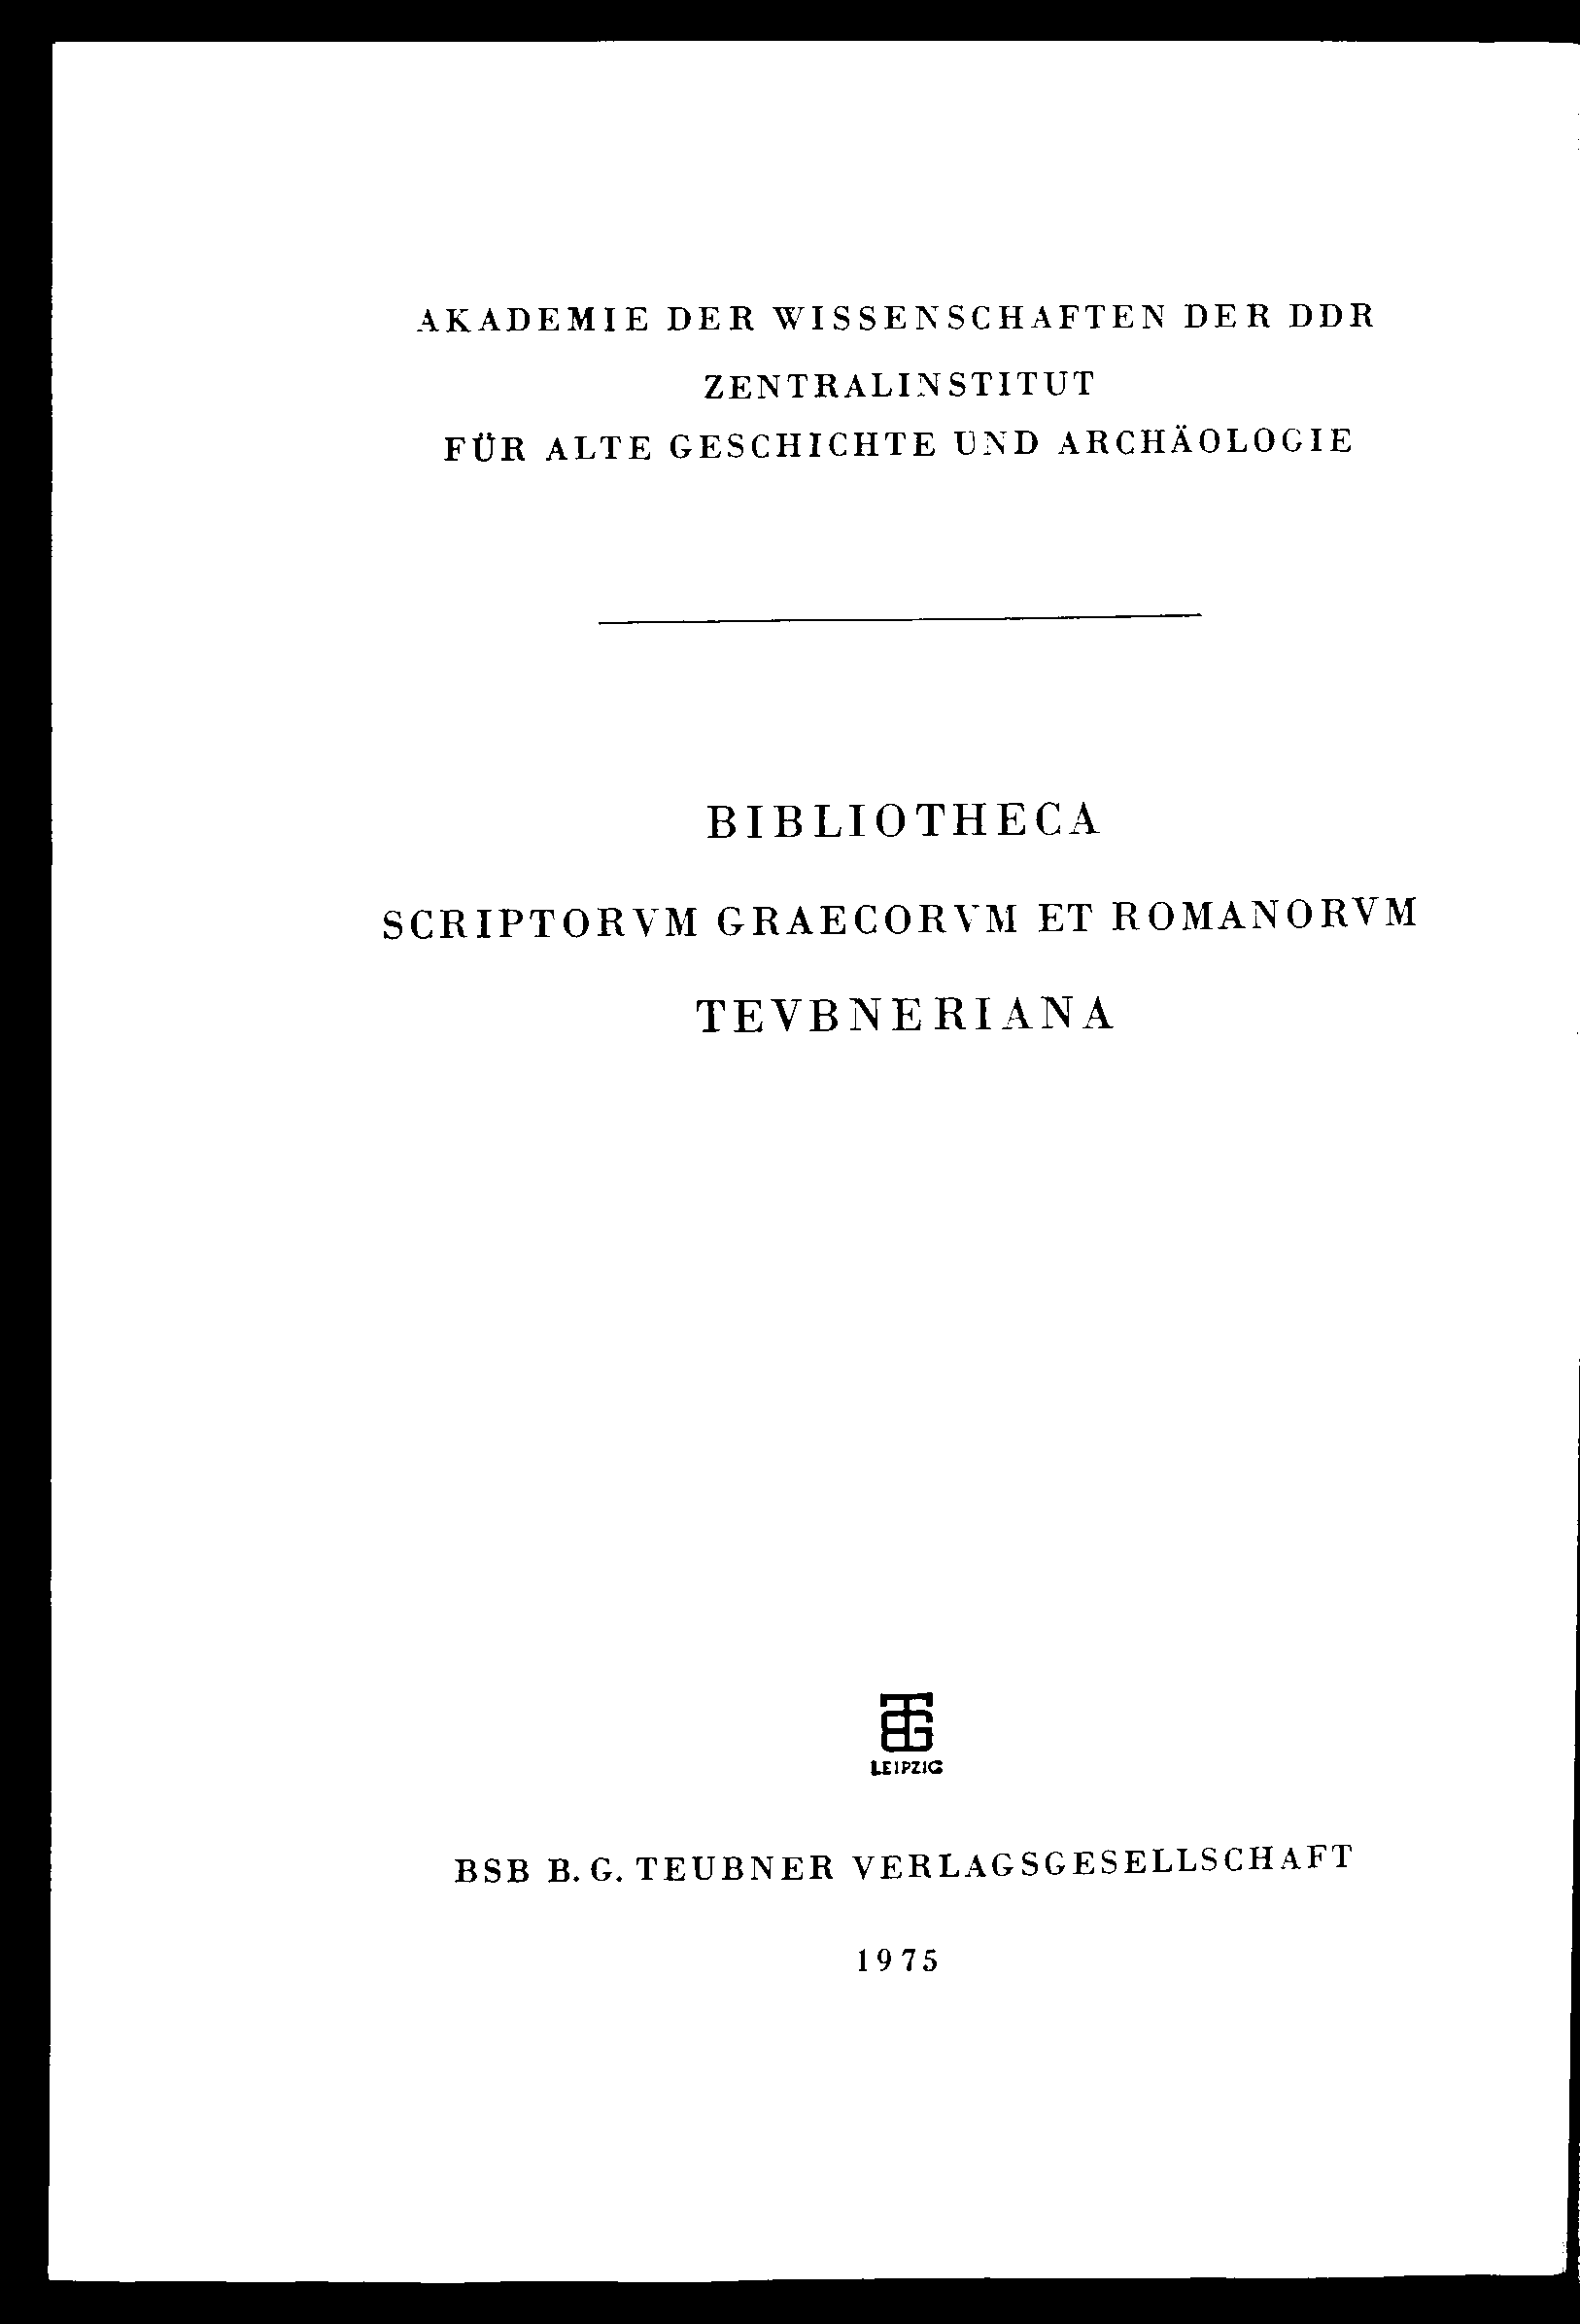 AKADEMIE DER WISSENSCHAFTEN DER DDR
ZENTRALINSTITUT
FÜR ALTE GESCHICHTE UND ARCHÄOLOGIE
BIBLIOTHECA
SCRIPTORVM GRAECORVM ET ROMANORVM
TEVBNERIANA
LEIPZIG
BSB B. G. TEUBNER VERLAGSGESELLSCHAFT
1975